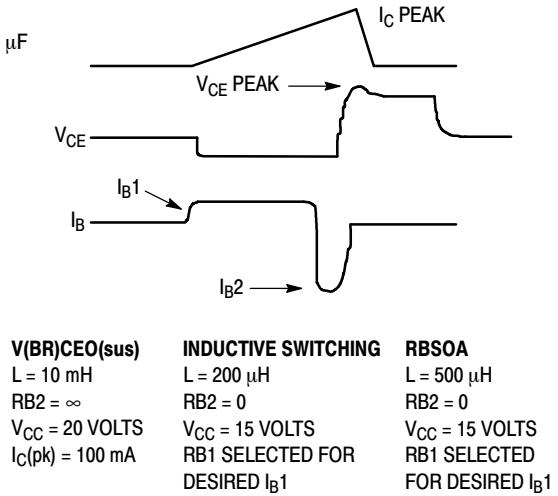 I_C PEAK
μF
V_CE PEAK
V_CE
I_B1
I_B
I_B2
V(BR)CEO(sus)
L = 10 mH
RB2 = ∞
V_CC = 20 VOLTS
I_C(pk) = 100 mA
INDUCTIVE SWITCHING
L = 200 μH
RB2 = 0
V_CC = 15 VOLTS
RB1 SELECTED FOR
DESIRED I_B1
RBSOA
L = 500 μH
RB2 = 0
V_CC = 15 VOLTS
RB1 SELECTED
FOR DESIRED I_B1